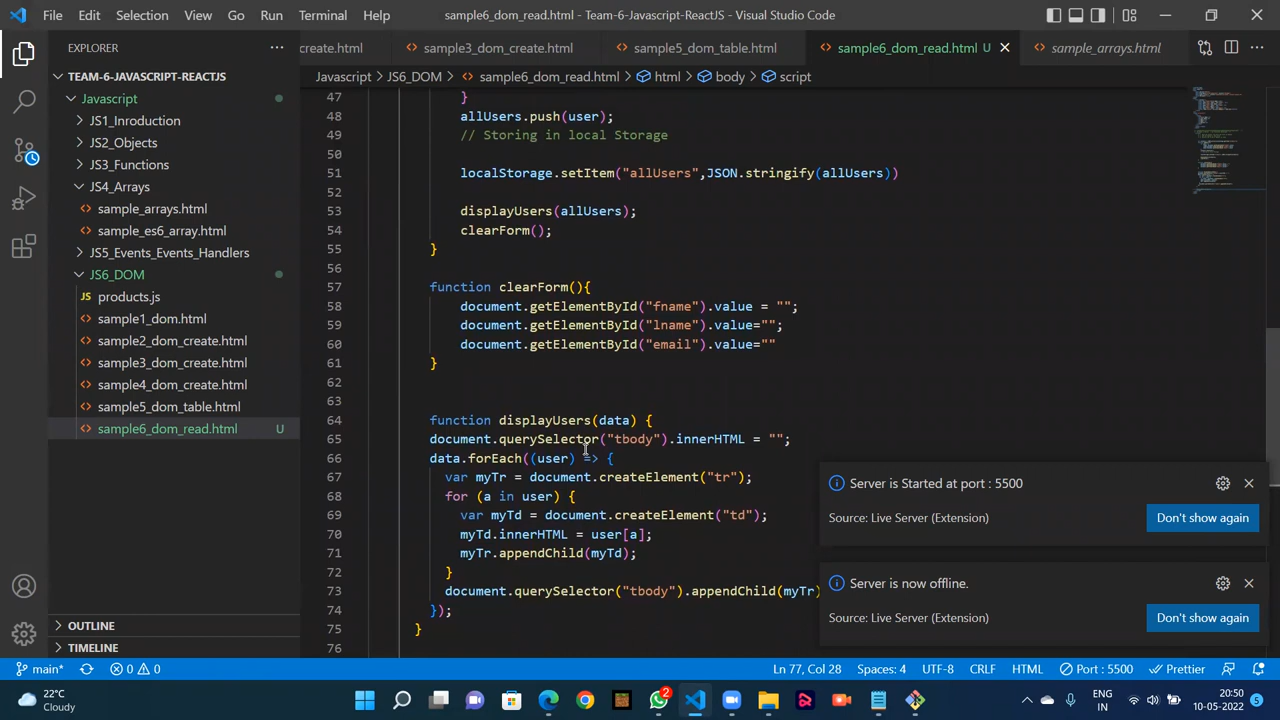 File Edit Selection View Go Run Terminal Help sample6_dom_read.html - Team-6-Javascript-ReactJS - Visual Studio Code
EXPLORER
create.html sample3_dom_create.html sample5_dom_table.html sample6_dom_read.html U sample_arrays.html
TEAM-6-JAVASCRIPT-REACTJS
Javascript > JS6_DOM > sample6_dom_read.html > html > body > script
Javascript
JS1_Inroduction
JS2_Objects
JS3_Functions
JS4_Arrays
sample_arrays.html
sample_es6_array.html
JS5_Events_Events_Handlers
JS6_DOM
products.js
sample1_dom.html
sample2_dom_create.html
sample3_dom_create.html
sample4_dom_create.html
sample5_dom_table.html
sample6_dom_read.html U
OUTLINE
TIMELINE
47 }
48 allUsers.push(user);
49 // Storing in local Storage
50
51 localStorage.setItem("allUsers",JSON.stringify(allUsers))
52
53 displayUsers(allUsers);
54 clearForm();
55 }
56
57 function clearForm(){
58 document.getElementById("fname").value = "";
59 document.getElementById("lname").value="";
60 document.getElementById("email").value=""
61 }
62
63
64 function displayUsers(data) {
65 document.querySelector("tbody").innerHTML = "";
66 data.forEach((user) => {
67 var myTr = document.createElement("tr");
68 for (a in user) {
69 var myTd = document.createElement("td");
70 myTd.innerHTML = user[a];
71 myTr.appendChild(myTd);
72 }
73 document.querySelector("tbody").appendChild(myTr)
74 });
75 }
76
Server is Started at port : 5500
Source: Live Server (Extension) Don't show again
Server is now offline.
Source: Live Server (Extension) Don't show again
main* 0 0 Ln 77, Col 28 Spaces: 4 UTF-8 CRLF HTML Port : 5500 Prettier
22°C
Cloudy
2
ENG
IN
20:50
10-05-2022
5